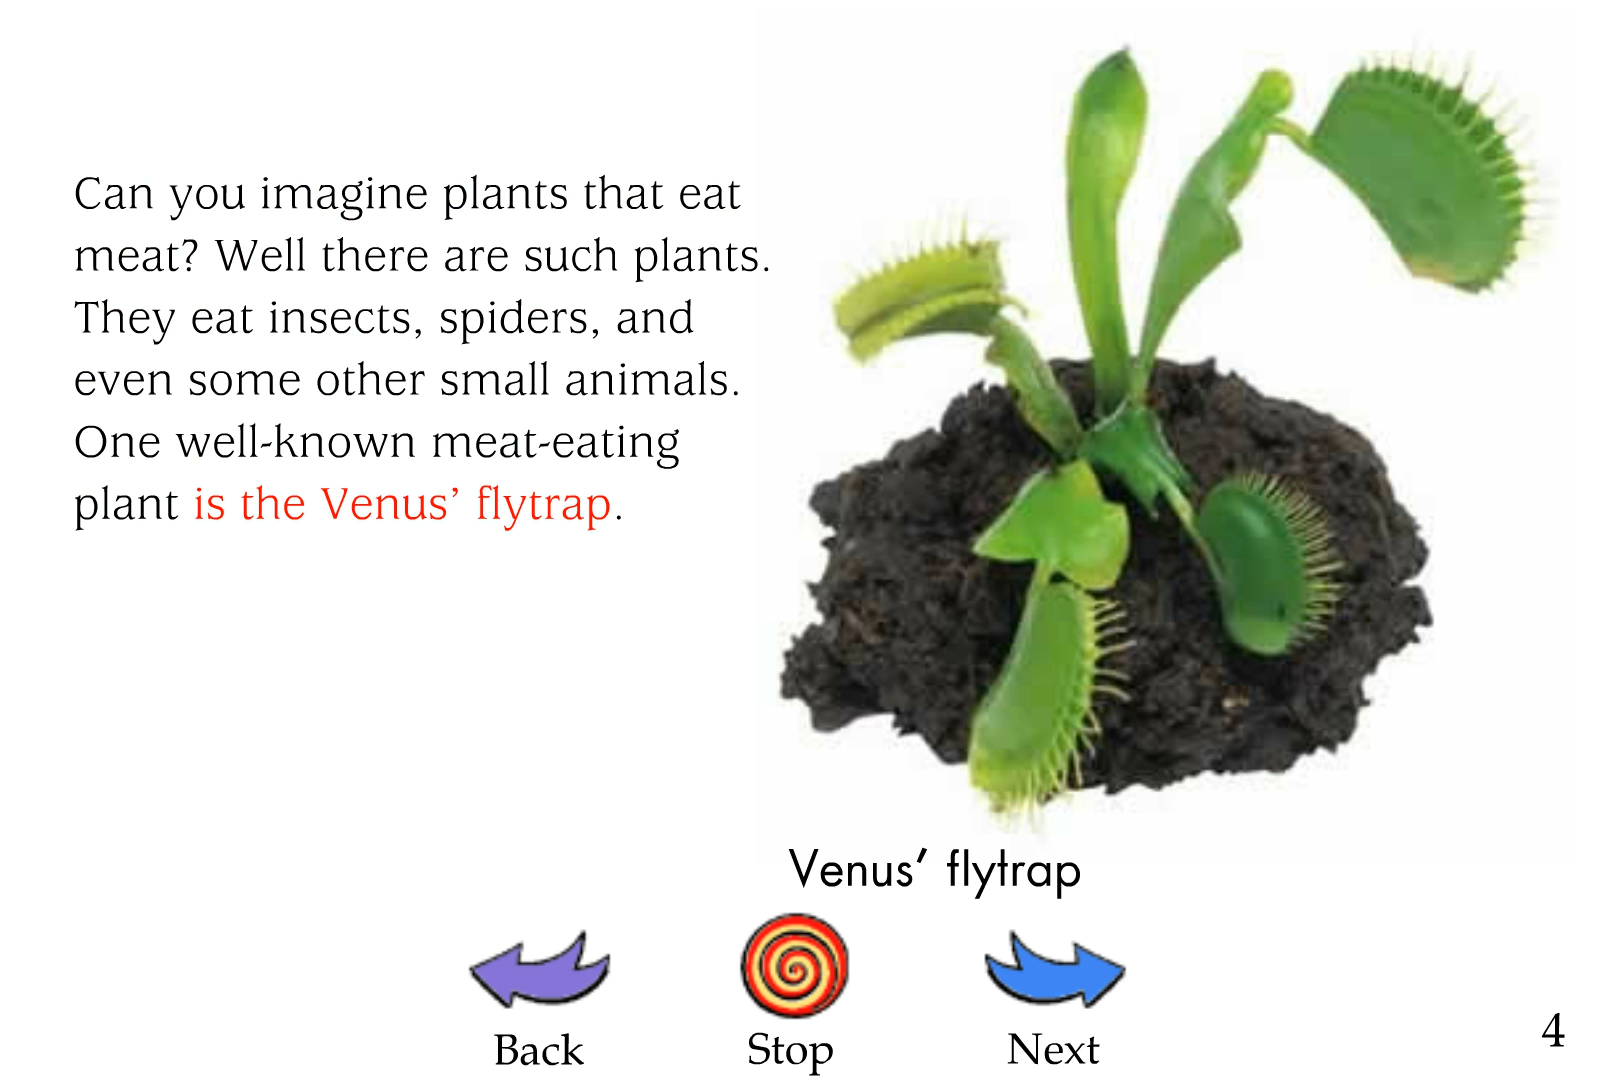 Can you imagine plants that eat
meat? Well there are such plants.
They eat insects, spiders, and
even some other small animals.
One well-known meat-eating
plant is the Venus’ flytrap.
Venus’ flytrap
Back
Stop
Next
4